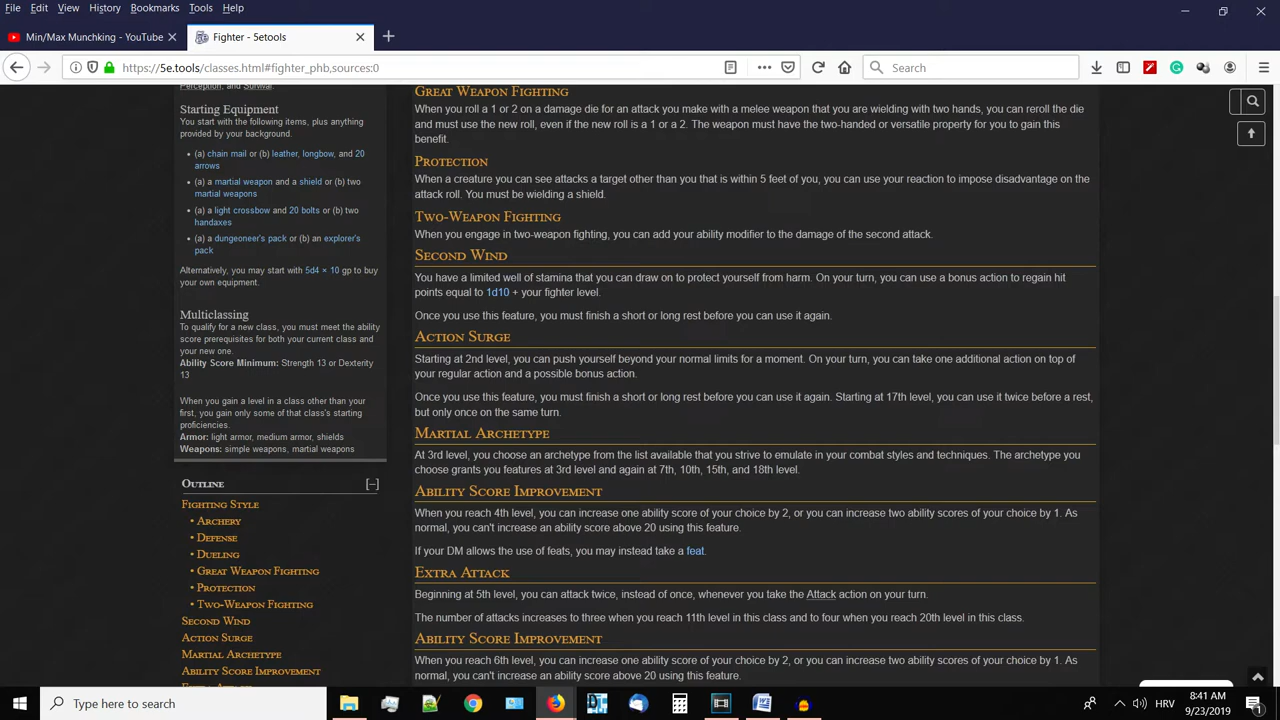 File Edit View History Bookmarks Tools Help
Min/Max Munchking - YouTube
Fighter - 5etools
https://5e.tools/classes.html#fighter_phb,sources:0
Search
Perception, and Survival
Starting Equipment
You start with the following items, plus anything
provided by your background.
• (a) chain mail or (b) leather, longbow, and 20
arrows
• (a) a martial weapon and a shield or (b) two
martial weapons
• (a) a light crossbow and 20 bolts or (b) two
handaxes
• (a) a dungeoneer's pack or (b) an explorer's
pack
Alternatively, you may start with 5d4 × 10 gp to buy
your own equipment.
Multiclassing
To qualify for a new class, you must meet the ability
score prerequisites for both your current class and
your new one.
Ability Score Minimum: Strength 13 or Dexterity
13
When you gain a level in a class other than your
first, you gain only some of that class's starting
proficiencies.
Armor: light armor, medium armor, shields
Weapons: simple weapons, martial weapons
Outline [–]
Fighting Style
• Archery
• Defense
• Dueling
• Great Weapon Fighting
• Protection
• Two-Weapon Fighting
Second Wind
Action Surge
Martial Archetype
Ability Score Improvement
Extra Attack
Great Weapon Fighting
When you roll a 1 or 2 on a damage die for an attack you make with a melee weapon that you are wielding with two hands, you can reroll the die
and must use the new roll, even if the new roll is a 1 or a 2. The weapon must have the two-handed or versatile property for you to gain this
benefit.
Protection
When a creature you can see attacks a target other than you that is within 5 feet of you, you can use your reaction to impose disadvantage on the
attack roll. You must be wielding a shield.
Two-Weapon Fighting
When you engage in two-weapon fighting, you can add your ability modifier to the damage of the second attack.
Second Wind
You have a limited well of stamina that you can draw on to protect yourself from harm. On your turn, you can use a bonus action to regain hit
points equal to 1d10 + your fighter level.
Once you use this feature, you must finish a short or long rest before you can use it again.
Action Surge
Starting at 2nd level, you can push yourself beyond your normal limits for a moment. On your turn, you can take one additional action on top of
your regular action and a possible bonus action.
Once you use this feature, you must finish a short or long rest before you can use it again. Starting at 17th level, you can use it twice before a rest,
but only once on the same turn.
Martial Archetype
At 3rd level, you choose an archetype from the list available that you strive to emulate in your combat styles and techniques. The archetype you
choose grants you features at 3rd level and again at 7th, 10th, 15th, and 18th level.
Ability Score Improvement
When you reach 4th level, you can increase one ability score of your choice by 2, or you can increase two ability scores of your choice by 1. As
normal, you can't increase an ability score above 20 using this feature.
If your DM allows the use of feats, you may instead take a feat.
Extra Attack
Beginning at 5th level, you can attack twice, instead of once, whenever you take the Attack action on your turn.
The number of attacks increases to three when you reach 11th level in this class and to four when you reach 20th level in this class.
Ability Score Improvement
When you reach 6th level, you can increase one ability score of your choice by 2, or you can increase two ability scores of your choice by 1. As
normal, you can't increase an ability score above 20 using this feature.
Type here to search
HRV
8:41 AM
9/23/2019
1